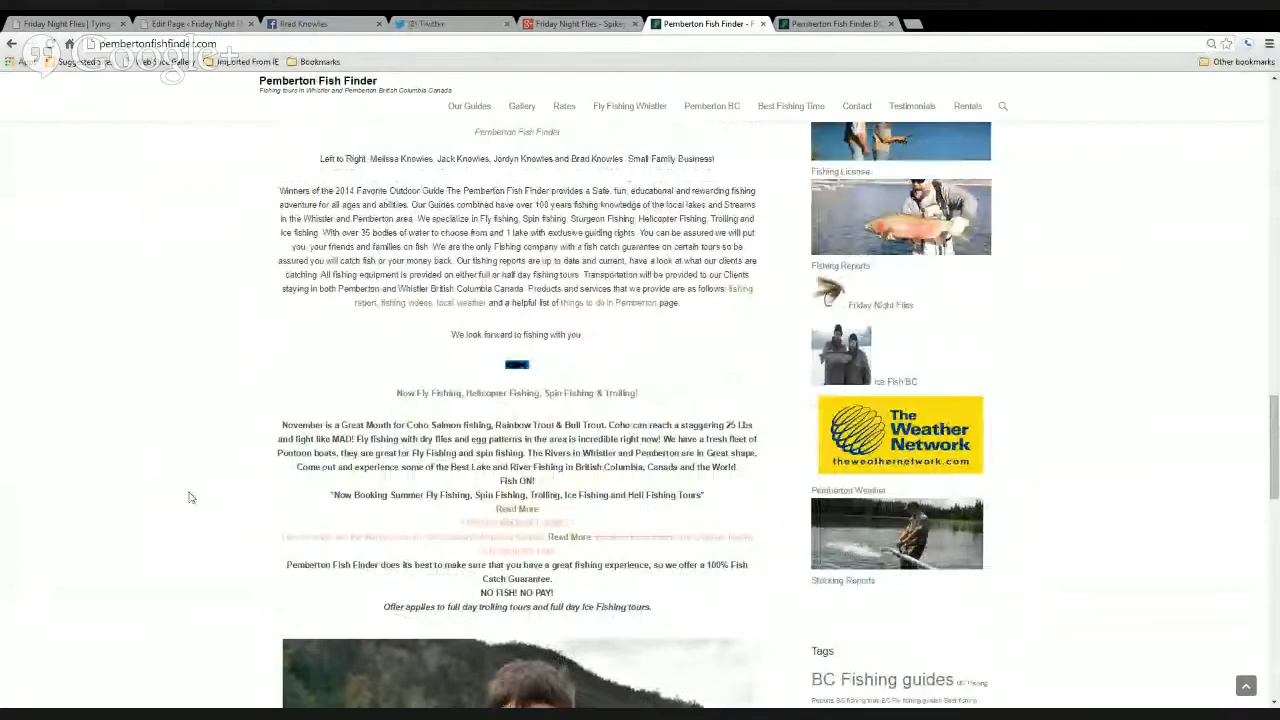 Friday Night Flies | Tying
Edit Page ‹ Friday Night
Brad Knowles
Twitter
Friday Night Flies - Spikey
Pemberton Fish Finder - F
Pemberton Fish Finder BC
pembertonfishfinder.com
Google+
Imported From IE
Bookmarks
Other bookmarks
Pemberton Fish Finder
Fishing tours in Whistler and Pemberton British Columbia Canada
Our Guides Gallery Rates Fly Fishing Whistler Pemberton BC Best Fishing Time Contact Testimonials Rentals
Pemberton Fish Finder
Left to Right, Melissa Knowles, Jack Knowles, Jordyn Knowles and Brad Knowles. Small Family Business!
Winners of the 2014 Favorite Outdoor Guide The Pemberton Fish Finder provides a Safe, fun, educational and rewarding fishing
adventure for all ages and abilities. Our Guides combined have over 100 years fishing knowledge of the local lakes and Streams
in the Whistler and Pemberton area. We specialize in Fly fishing, Spin fishing, Sturgeon Fishing, Helicopter Fishing, Trolling and
Ice fishing. With over 35 bodies of water to choose from and 1 lake with exclusive guiding rights. You can be assured we will put
you, your friends and families on fish. We are the only Fishing company with a fish catch guarantee on certain tours so be
assured you will catch fish or your money back. Our fishing reports are up to date and current, have a look at what our clients are
catching. All fishing equipment is provided on either full or half day fishing tours. Transportation will be provided to our Clients
staying in both Pemberton and Whistler British Columbia Canada. Products and services that we provide are as follows: fishing
report, fishing videos, local weather and a helpful list of things to do in Pemberton page.
We look forward to fishing with you
Now Fly Fishing, Helicopter Fishing, Spin Fishing & Trolling!
November is a Great Month for Coho Salmon fishing, Rainbow Trout & Bull Trout. Coho can reach a staggering 25 Lbs
and fight like MAD! Fly fishing with dry flies and egg patterns in the area is incredible right now! We have a fresh fleet of
Pontoon boats, they are great for Fly Fishing and spin fishing. The Rivers in Whistler and Pemberton are in Great shape.
Come out and experience some of the Best Lake and River Fishing in British Columbia, Canada and the World.
Fish ON!
"Now Booking Summer Fly Fishing, Spin Fishing, Trolling, Ice Fishing and Heli Fishing Tours"
Read More
Read More
Pemberton Fish Finder does its best to make sure that you have a great fishing experience, so we offer a 100% Fish
Catch Guarantee.
NO FISH! NO PAY!
Offer applies to full day trolling tours and full day Ice Fishing tours.
Fishing License
Fishing Reports
Friday Night Flies
Ice Fish BC
The
Weather
Network
theweathernetwork.com
Pemberton Weather
Stocking Reports
Tags
BC Fishing guides BC Fishing
Reports BC fishing trips BC Fly fishing guides Best fishing